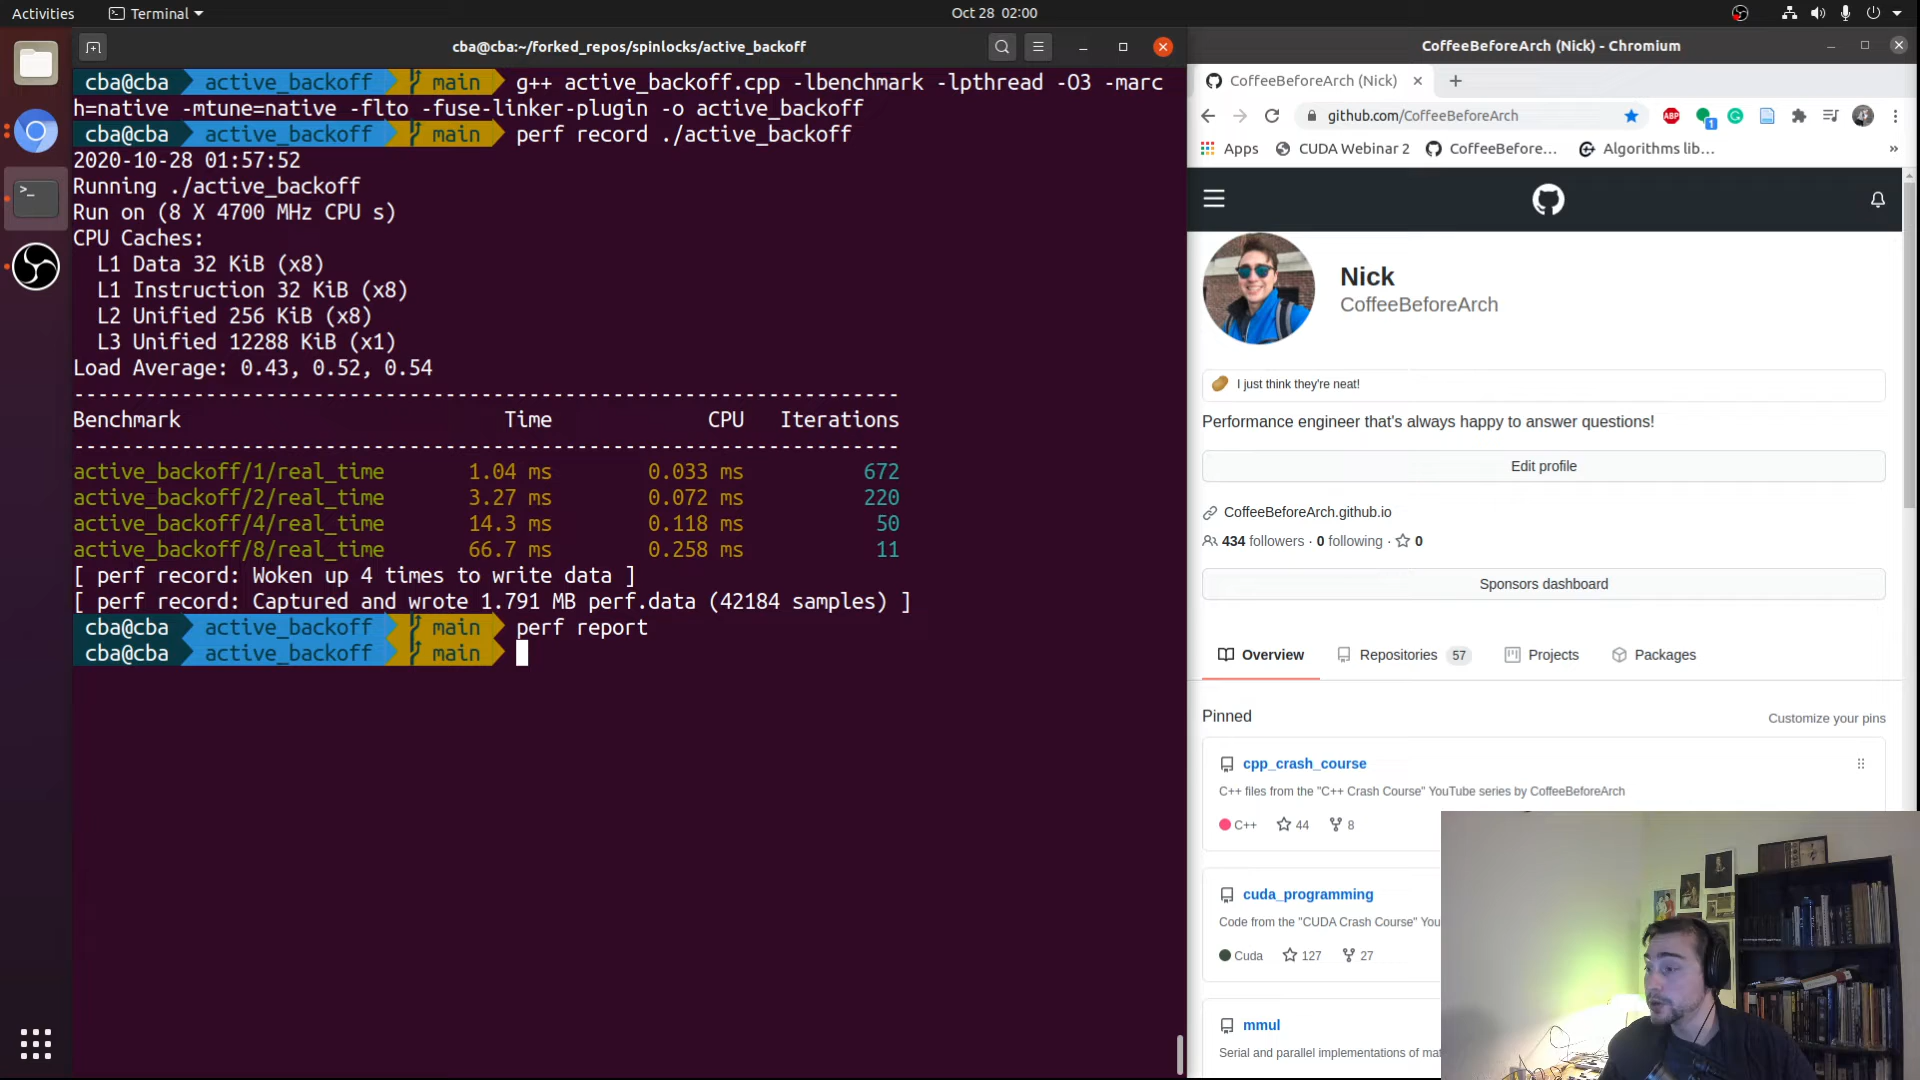 Activities
Terminal
Oct 28 02:00
cba@cba:~/forked_repos/spinlocks/active_backoff
cba@cba active_backoff main g++ active_backoff.cpp -lbenchmark -lpthread -O3 -marc
h=native -mtune=native -flto -fuse-linker-plugin -o active_backoff
cba@cba active_backoff main perf record ./active_backoff
2020-10-28 01:57:52
Running ./active_backoff
Run on (8 X 4700 MHz CPU s)
CPU Caches:
L1 Data 32 KiB (x8)
L1 Instruction 32 KiB (x8)
L2 Unified 256 KiB (x8)
L3 Unified 12288 KiB (x1)
Load Average: 0.43, 0.52, 0.54
---------------------------------------------------------------------
Benchmark Time CPU Iterations
---------------------------------------------------------------------
active_backoff/1/real_time 1.04 ms 0.033 ms 672
active_backoff/2/real_time 3.27 ms 0.072 ms 220
active_backoff/4/real_time 14.3 ms 0.118 ms 50
active_backoff/8/real_time 66.7 ms 0.258 ms 11
[ perf record: Woken up 4 times to write data ]
[ perf record: Captured and wrote 1.791 MB perf.data (42184 samples) ]
cba@cba active_backoff main perf report
cba@cba active_backoff main
CoffeeBeforeArch (Nick) - Chromium
CoffeeBeforeArch (Nick)
github.com/CoffeeBeforeArch
ABP
1
Apps
CUDA Webinar 2
CoffeeBefore...
Algorithms lib...
»
Nick
CoffeeBeforeArch
I just think they're neat!
Performance engineer that's always happy to answer questions!
Edit profile
CoffeeBeforeArch.github.io
434 followers · 0 following · 0
Sponsors dashboard
Overview
Repositories 57
Projects
Packages
Pinned
Customize your pins
cpp_crash_course
C++ files from the "C++ Crash Course" YouTube series by CoffeeBeforeArch
C++ 44 8
cuda_programming
Code from the "CUDA Crash Course" You
Cuda 127 27
mmul
Serial and parallel implementations of mat